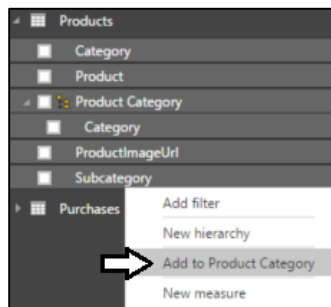 Products
Category
Product
Product Category
Category
ProductImageUrl
Subcategory
Purchases
Add filter
New hierarchy
Add to Product Category
New measure